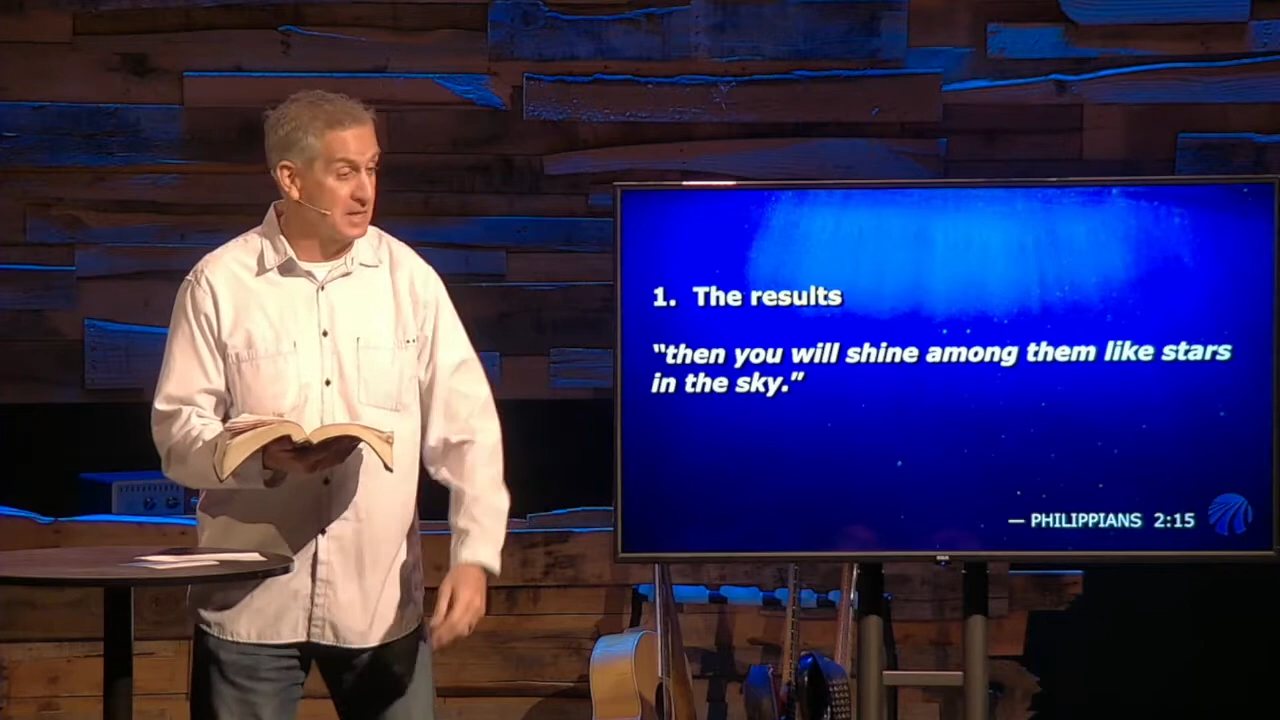 1. The results
“then you will shine among them like stars
in the sky.”
— PHILIPPIANS 2:15